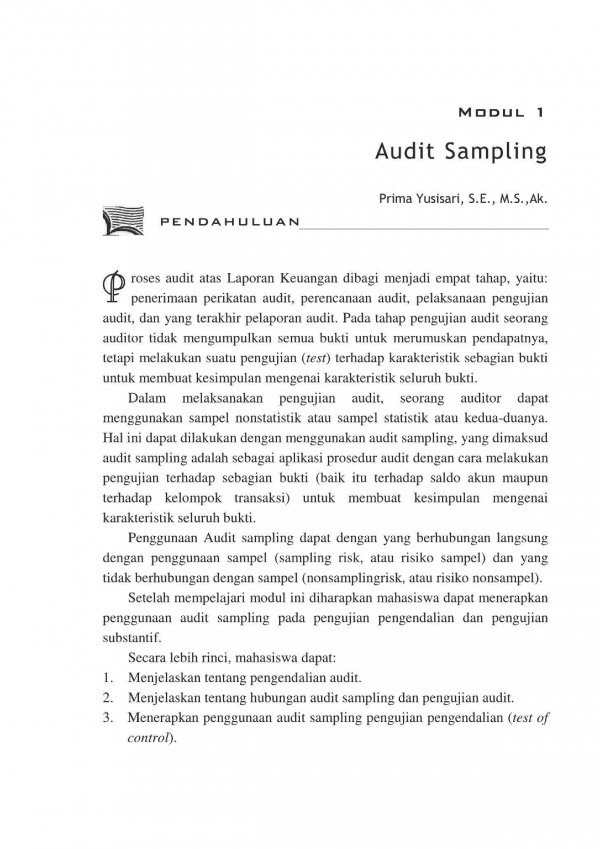 MODUL 1
Audit Sampling
Prima Yusisari, S.E., M.S.,Ak.
PENDAHULUAN
Proses audit atas Laporan Keuangan dibagi menjadi empat tahap, yaitu:
penerimaan perikatan audit, perencanaan audit, pelaksanaan pengujian
audit, dan yang terakhir pelaporan audit. Pada tahap pengujian audit seorang
auditor tidak mengumpulkan semua bukti untuk merumuskan pendapatnya,
tetapi melakukan suatu pengujian (test) terhadap karakteristik sebagian bukti
untuk membuat kesimpulan mengenai karakteristik seluruh bukti.
Dalam melaksanakan pengujian audit, seorang auditor dapat
menggunakan sampel nonstatistik atau sampel statistik atau kedua-duanya.
Hal ini dapat dilakukan dengan menggunakan audit sampling, yang dimaksud
audit sampling adalah sebagai aplikasi prosedur audit dengan cara melakukan
pengujian terhadap sebagian bukti (baik itu terhadap saldo akun maupun
terhadap kelompok transaksi) untuk membuat kesimpulan mengenai
karakteristik seluruh bukti.
Penggunaan Audit sampling dapat dengan yang berhubungan langsung
dengan penggunaan sampel (sampling risk, atau risiko sampel) dan yang
tidak berhubungan dengan sampel (nonsamplingrisk, atau risiko nonsampel).
Setelah mempelajari modul ini diharapkan mahasiswa dapat menerapkan
penggunaan audit sampling pada pengujian pengendalian dan pengujian
substantif.
Secara lebih rinci, mahasiswa dapat:
1. Menjelaskan tentang pengendalian audit.
2. Menjelaskan tentang hubungan audit sampling dan pengujian audit.
3. Menerapkan penggunaan audit sampling pengujian pengendalian (test of
control).